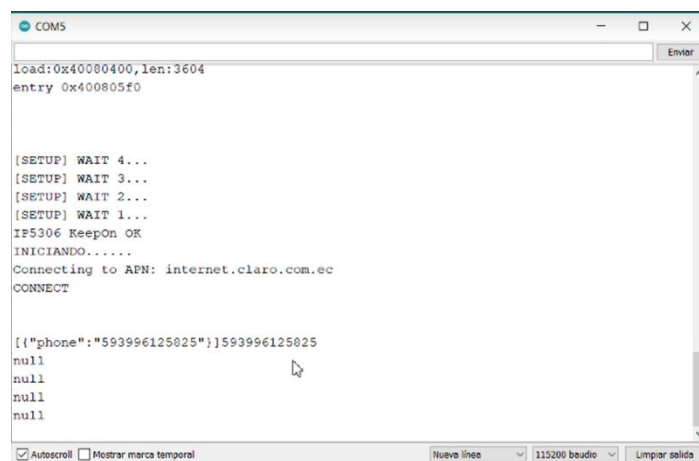 COM5
Enviar
load:0x40080400,len:3604
entry 0x400805f0
[SETUP] WAIT 4...
[SETUP] WAIT 3...
[SETUP] WAIT 2...
[SETUP] WAIT 1...
IP5306 KeepOn OK
INICIANDO......
Connecting to APN: internet.claro.com.ec
CONNECT
[{"phone":"593996125825"}]593996125825
null
null
null
null
Autoscroll Mostrar marca temporal Nueva línea 115200 baudio Limpiar salida